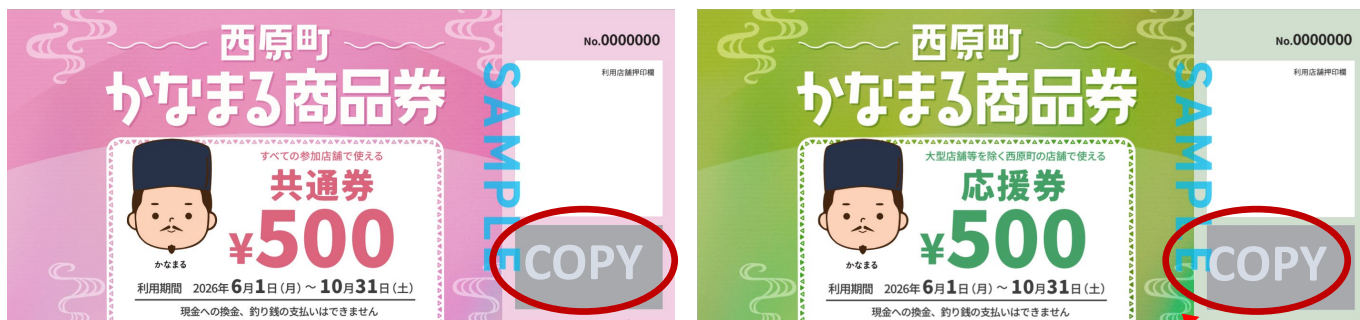 西原町
かなまる商品券
すべての参加店舗で使える
共通券
¥500
かなまる
利用期間 2026年6月1日(月)～10月31日(土)
現金への換金、釣り銭の支払いはできません
No.0000000
利用店舗押印欄
SAMPLE
COPY
西原町
かなまる商品券
大型店舗等を除く西原町の店舗で使える
応援券
¥500
かなまる
利用期間 2026年6月1日(月)～10月31日(土)
現金への換金、釣り銭の支払いはできません
No.0000000
利用店舗押印欄
SAMPLE
COPY